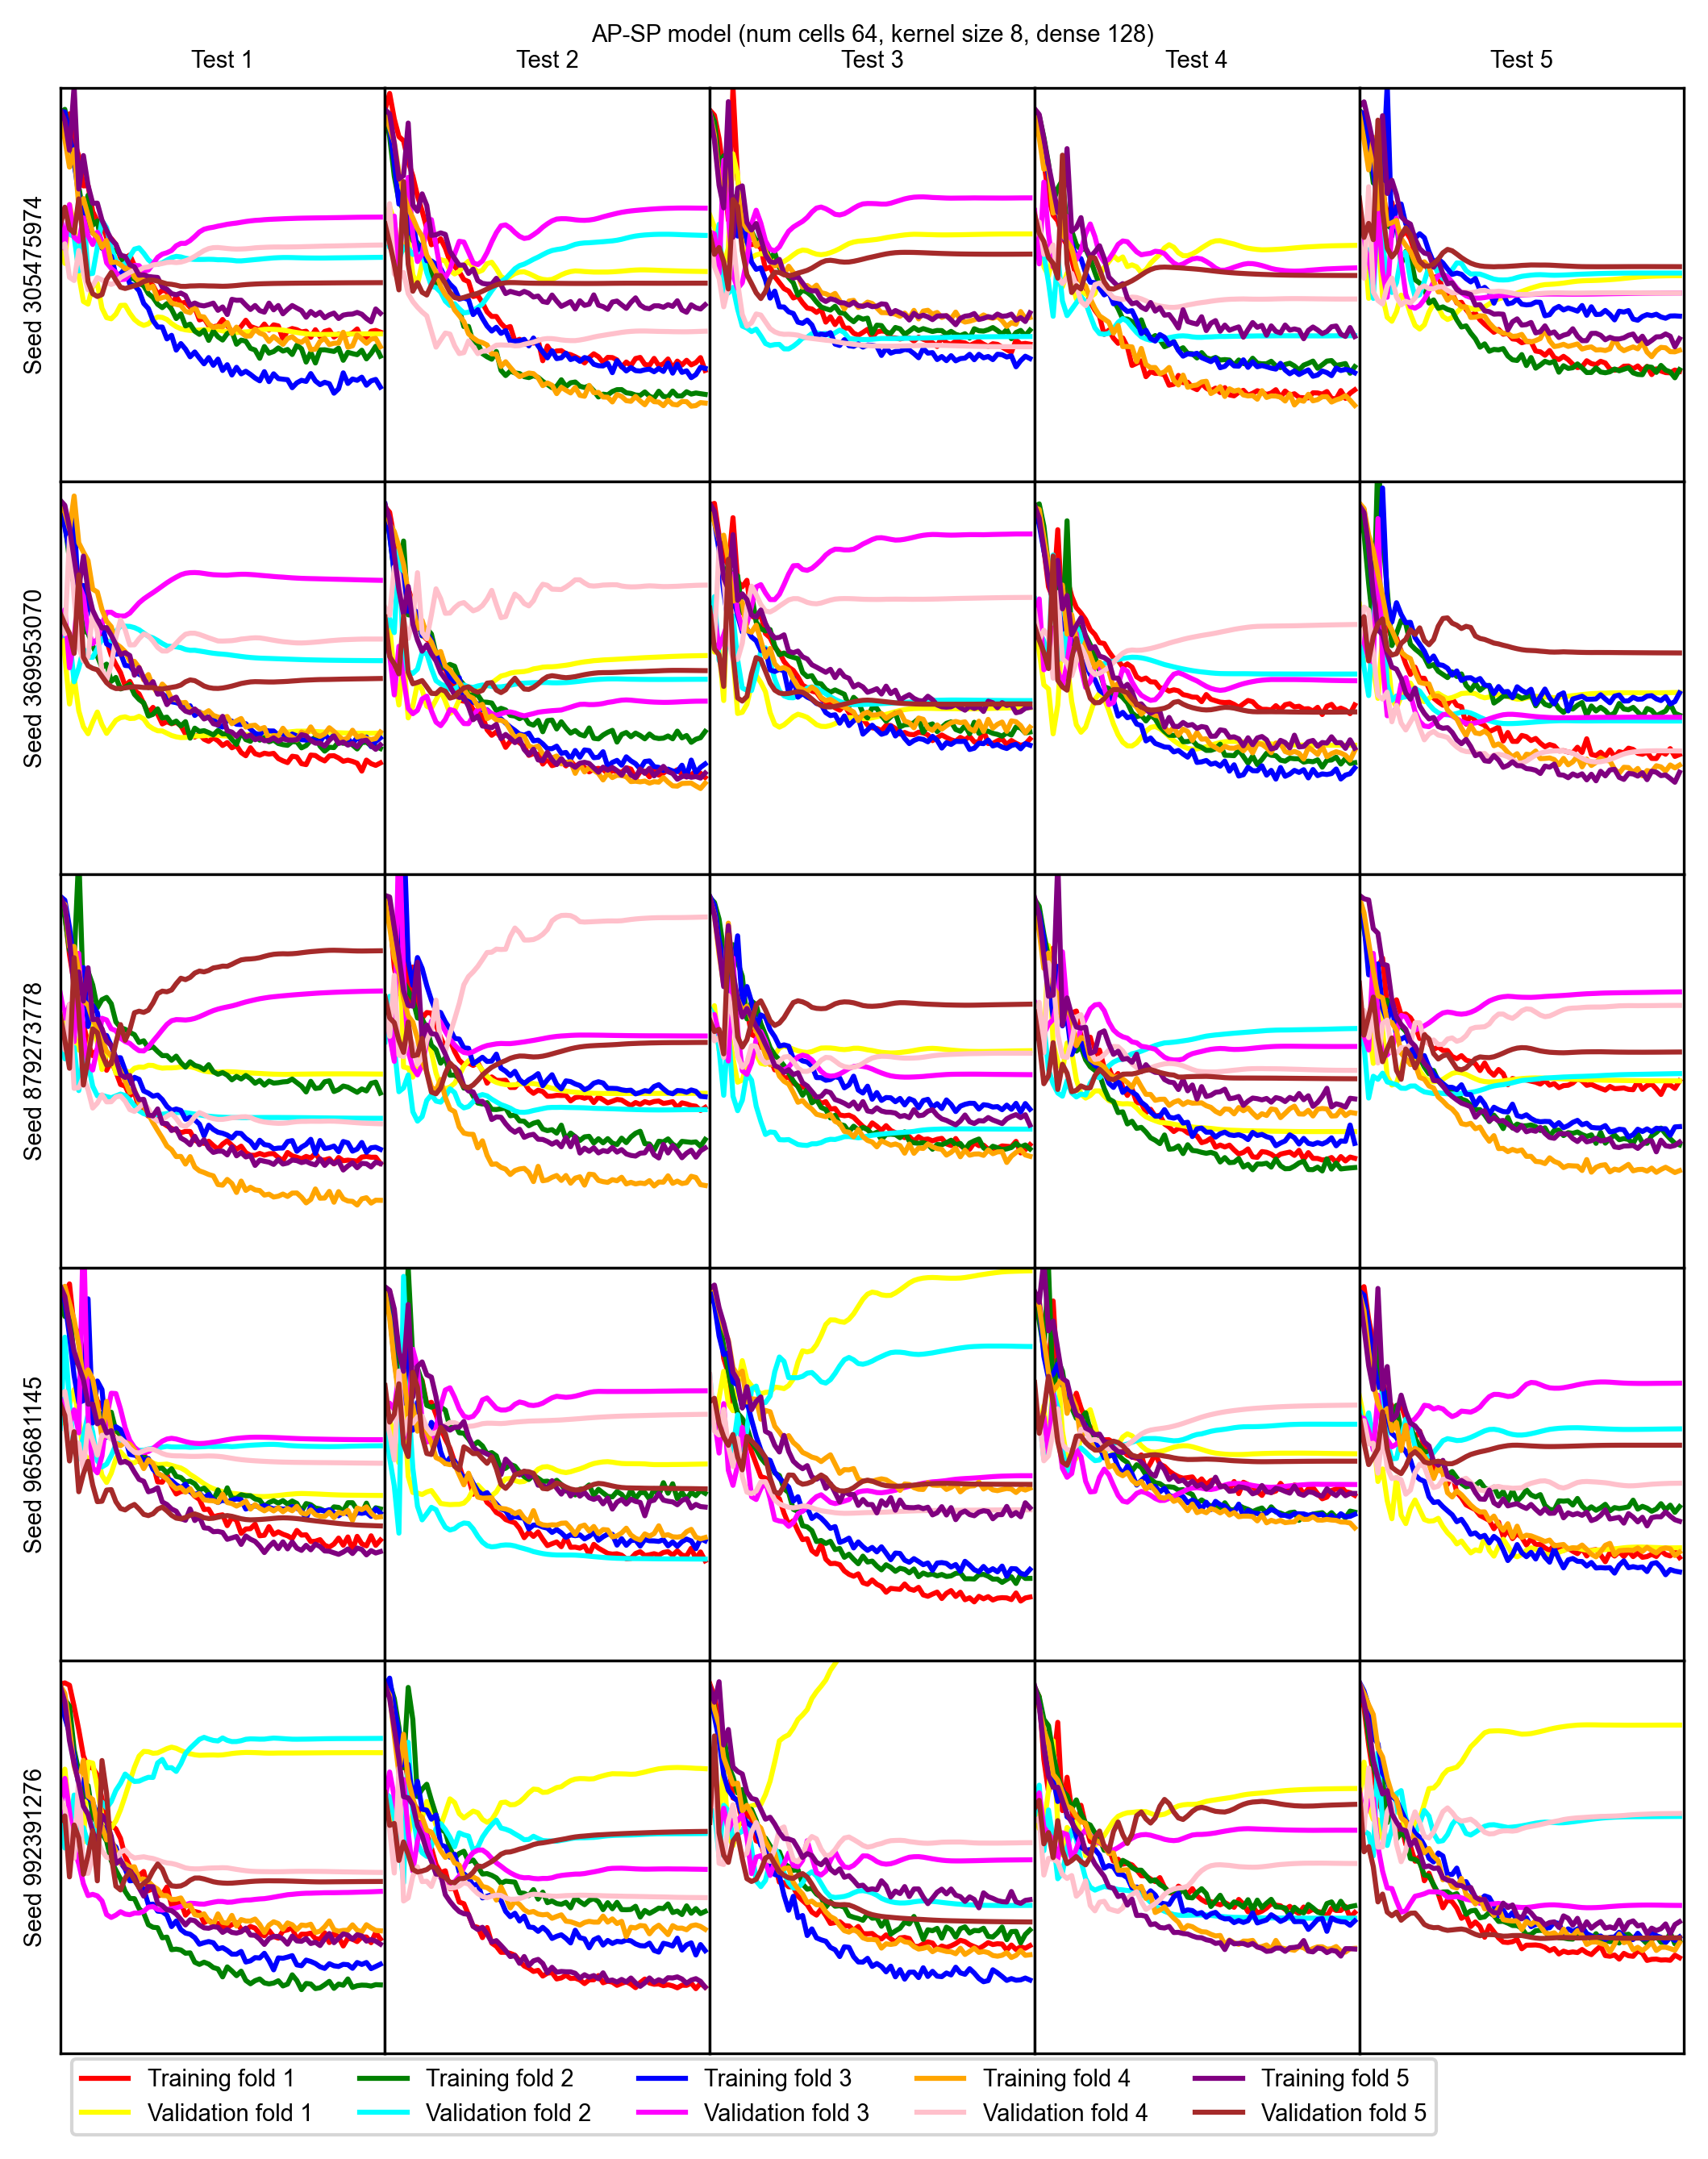 AP-SP model (num cells 64, kernel size 8, dense 128)
Test 1 Test 2 Test 3 Test 4 Test 5
Seed 305475974
Seed 369953070
Seed 879273778
Seed 965681145
Seed 992391276
Training fold 1 Training fold 2 Training fold 3 Training fold 4 Training fold 5
Validation fold 1 Validation fold 2 Validation fold 3 Validation fold 4 Validation fold 5